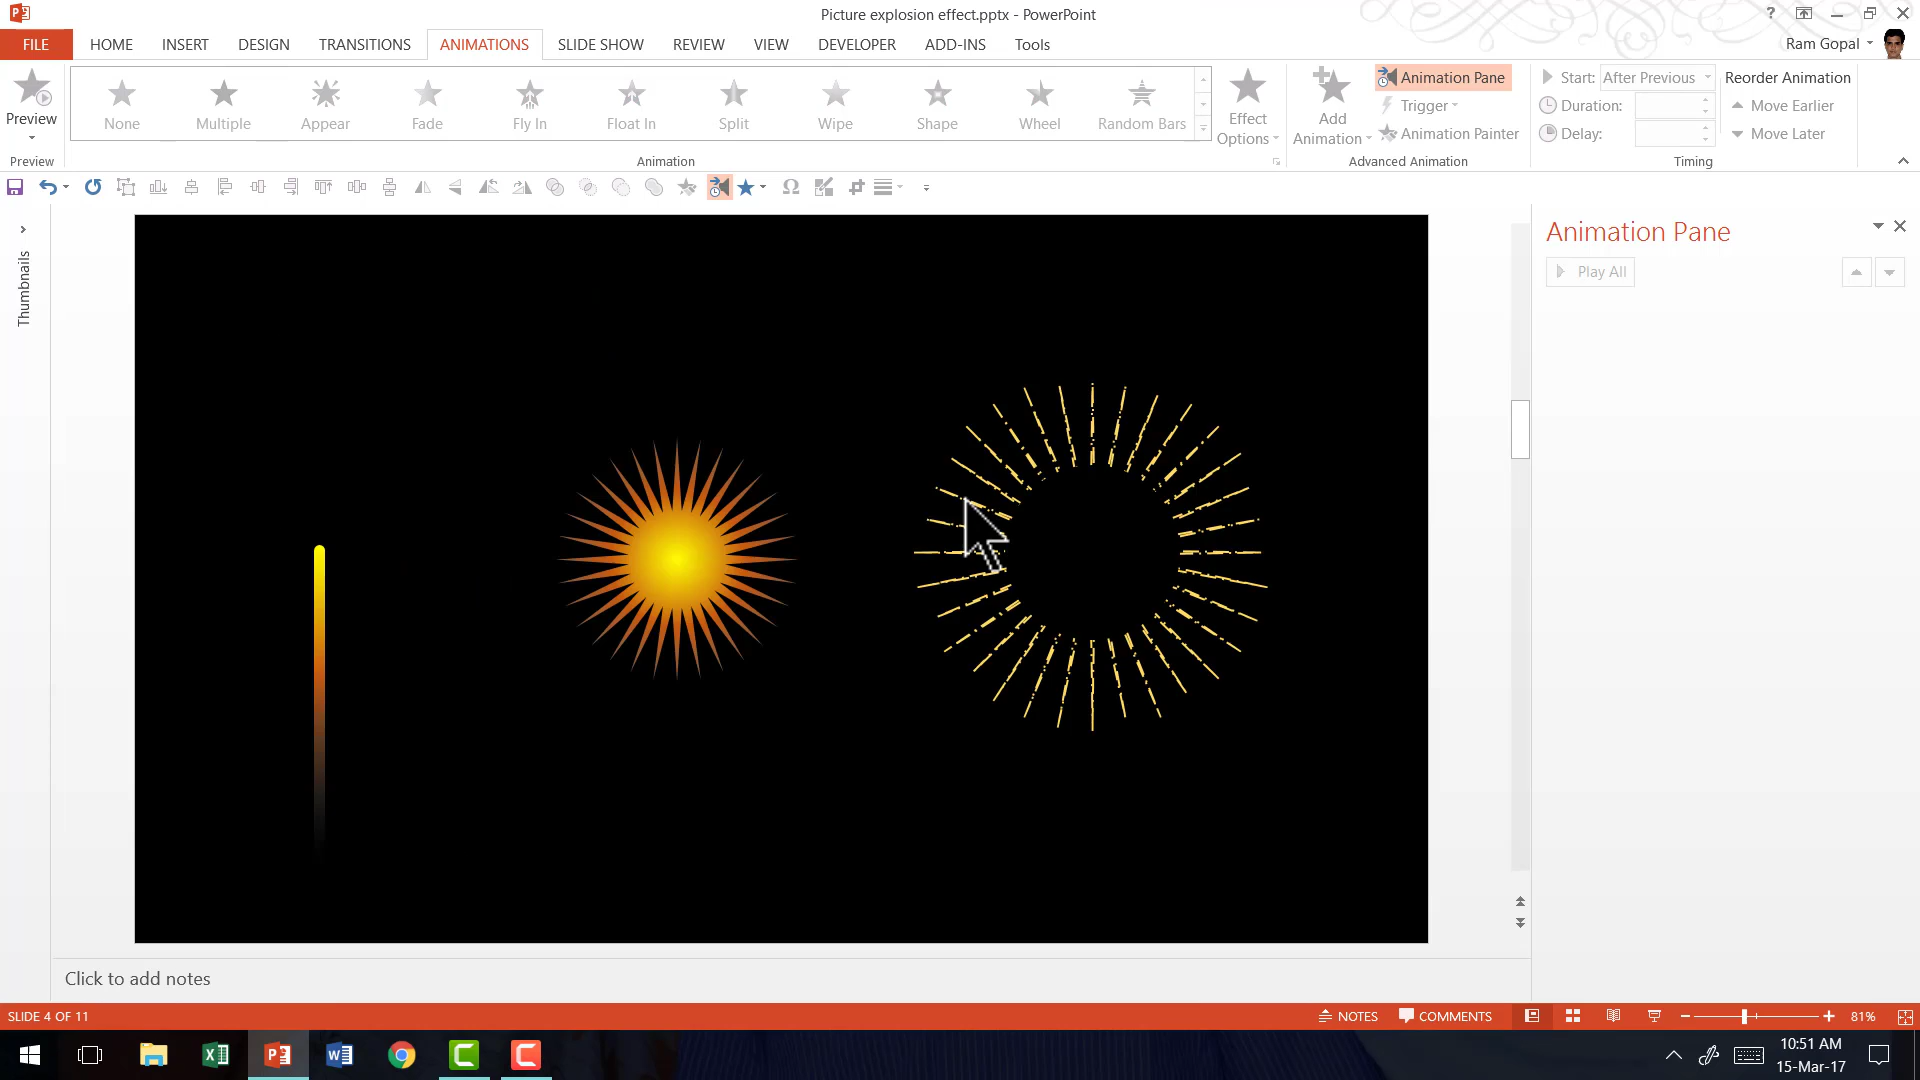 Picture explosion effect.pptx - PowerPoint
?
FILE HOME INSERT DESIGN TRANSITIONS ANIMATIONS SLIDE SHOW REVIEW VIEW DEVELOPER ADD-INS Tools
Ram Gopal
Preview
None Multiple Appear Fade Fly In Float In Split Wipe Shape Wheel Random Bars
Effect Options
Add Animation
Animation Pane
Trigger
Animation Painter
Start: After Previous
Duration:
Delay:
Reorder Animation
Move Earlier
Move Later
Preview Animation Advanced Animation Timing
Thumbnails
Animation Pane
Play All
Click to add notes
SLIDE 4 OF 11
NOTES COMMENTS 81%
10:51 AM
15-Mar-17